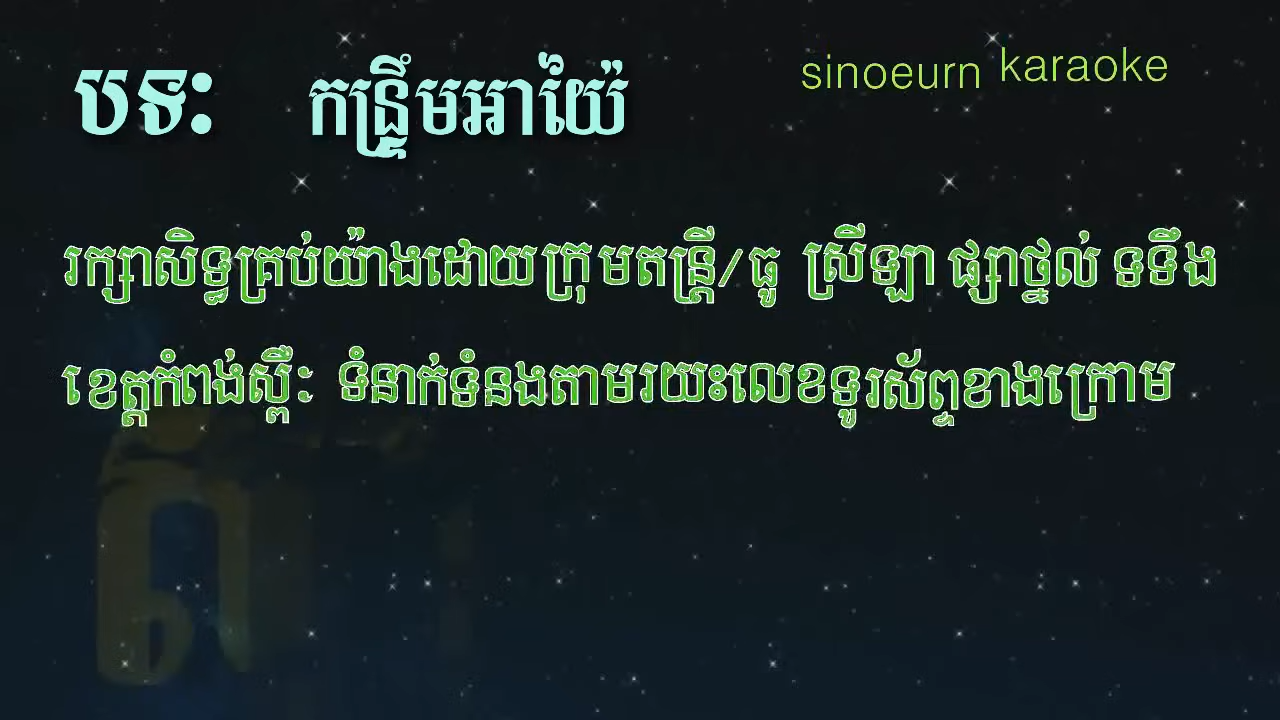 បទ: កន្ទ្រឹមអាយ៉ៃ
sinoeurn karaoke
រក្សាសិទ្ធគ្រប់យ៉ាងដោយក្រុមតន្ត្រី/ធូ ស្រីឡា ផ្សាថ្នល់ ទទឹង
ខេត្តកំពង់ស្ពឺ: ទំនាក់ទំនងតាមរយះលេខទូរស័ព្ទខាងក្រោម